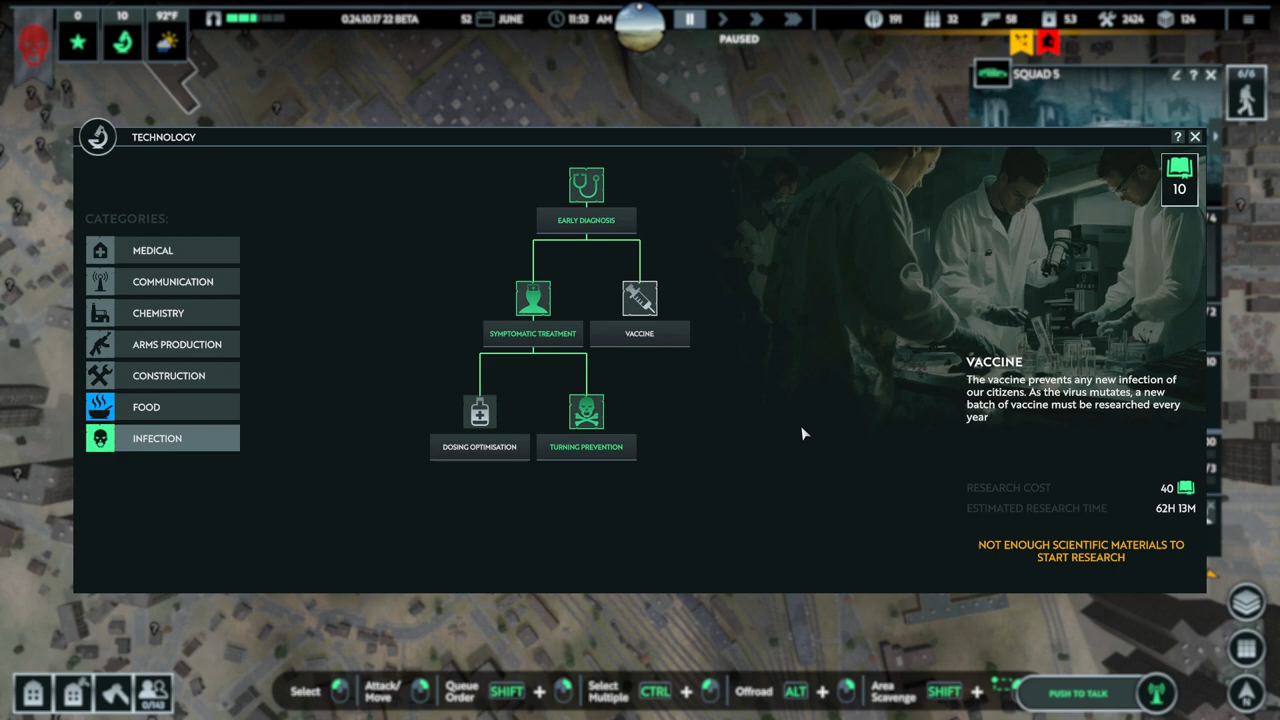 0
10
92°F
0.24.10.17 22 BETA
52
JUNE
11:53 AM
191
32
58
53
2424
124
PAUSED
SQUAD 5
?
6/6
TECHNOLOGY
?
10
CATEGORIES:
MEDICAL
COMMUNICATION
CHEMISTRY
ARMS PRODUCTION
CONSTRUCTION
FOOD
INFECTION
EARLY DIAGNOSIS
SYMPTOMATIC TREATMENT
VACCINE
DOSING OPTIMISATION
TURNING PREVENTION
VACCINE
The vaccine prevents any new infection of
our citizens. As the virus mutates, a new
batch of vaccine must be researched every
year
RESEARCH COST
40
ESTIMATED RESEARCH TIME
62H 13M
NOT ENOUGH SCIENTIFIC MATERIALS TO
START RESEARCH
0/143
Select
Attack/
Move
Queue
Order
SHIFT
+
Select
Multiple
CTRL
+
Offroad
ALT
+
Area
Scavenge
SHIFT
+
PUSH TO TALK
N